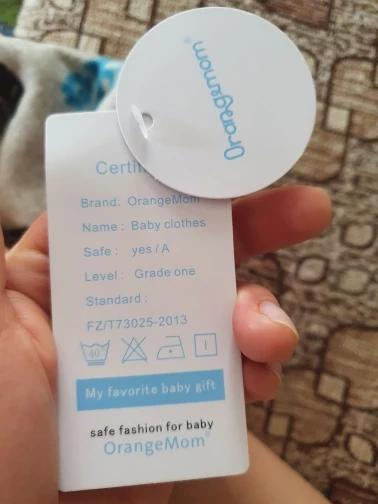 Orangemom®
Brand: OrangeMom
Name: Baby clothes
Safe: yes / A
Level: Grade one
Standard:
FZ/T73025-2013
40°
My favorite baby gift
safe fashion for baby
OrangeMom®